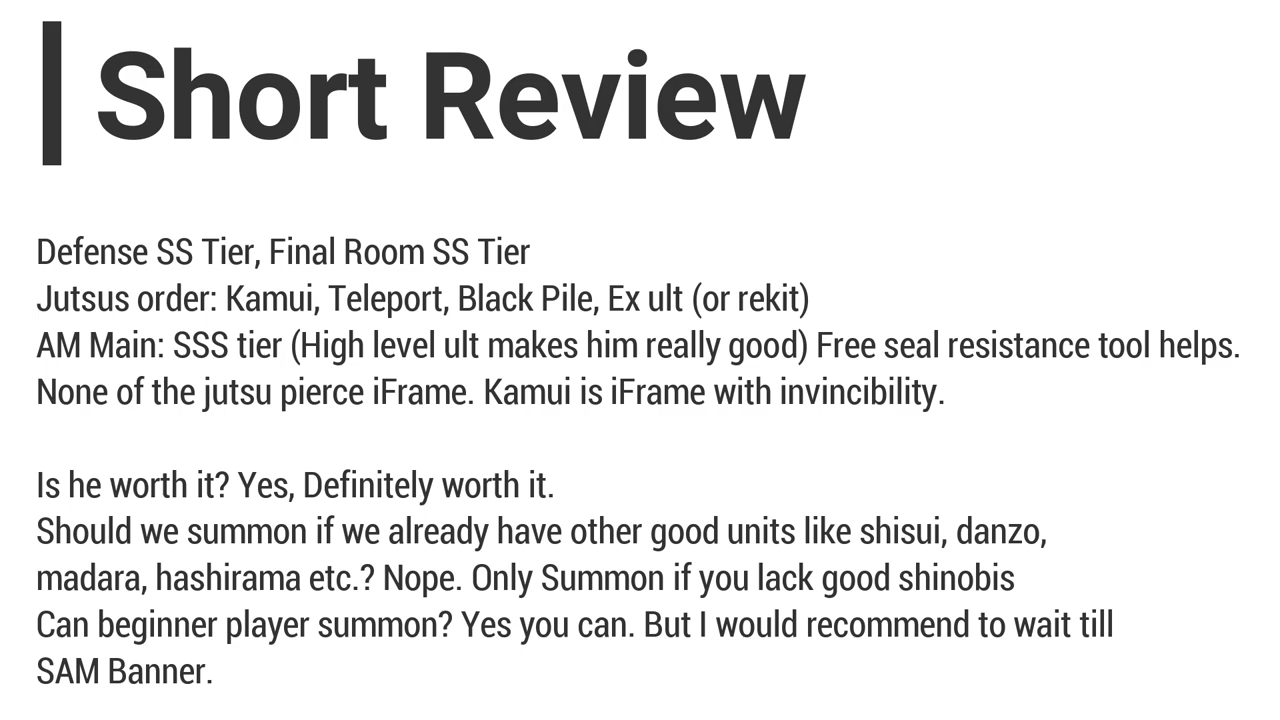 Short Review
Defense SS Tier, Final Room SS Tier
Jutsus order: Kamui, Teleport, Black Pile, Ex ult (or rekit)
AM Main: SSS tier (High level ult makes him really good) Free seal resistance tool helps.
None of the jutsu pierce iFrame. Kamui is iFrame with invincibility.
Is he worth it? Yes, Definitely worth it.
Should we summon if we already have other good units like shisui, danzo,
madara, hashirama etc.? Nope. Only Summon if you lack good shinobis
Can beginner player summon? Yes you can. But I would recommend to wait till
SAM Banner.